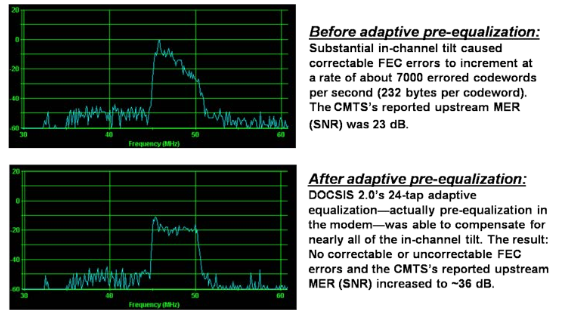 Before adaptive pre-equalization:
Substantial in-channel tilt caused
correctable FEC errors to increment at
a rate of about 7000 errored codewords
per second (232 bytes per codeword).
The CMTS's reported upstream MER
(SNR) was 23 dB.
20
0
-20
-40
-60
30
40
50
60
Frequency (MHz)
After adaptive pre-equalization:
DOCSIS 2.0's 24-tap adaptive
equalization—actually pre-equalization in
the modem—was able to compensate for
nearly all of the in-channel tilt. The result:
No correctable or uncorrectable FEC
errors and the CMTS's reported upstream
MER (SNR) increased to ~36 dB.
20
0
-20
-40
-60
30
40
50
60
Frequency (MHz)